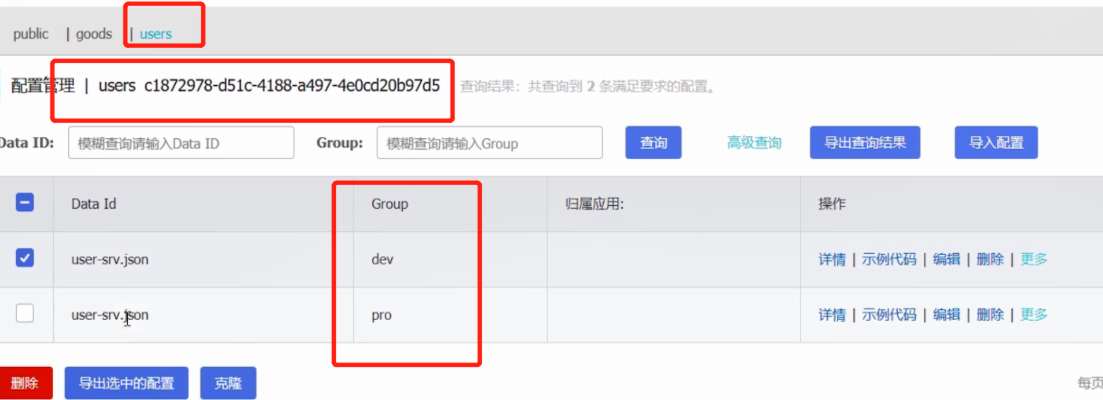 public | goods | users
配置管理 | users c1872978-d51c-4188-a497-4e0cd20b97d5 查询结果：共查询到 2 条满足要求的配置。
Data ID: 模糊查询请输入Data ID Group: 模糊查询请输入Group 查询 高级查询 导出查询结果 导入配置
Data Id Group 归属应用: 操作
user-srv.json dev 详情 | 示例代码 | 编辑 | 删除 | 更多
user-srv.json pro 详情 | 示例代码 | 编辑 | 删除 | 更多
删除 导出选中的配置 克隆 每页